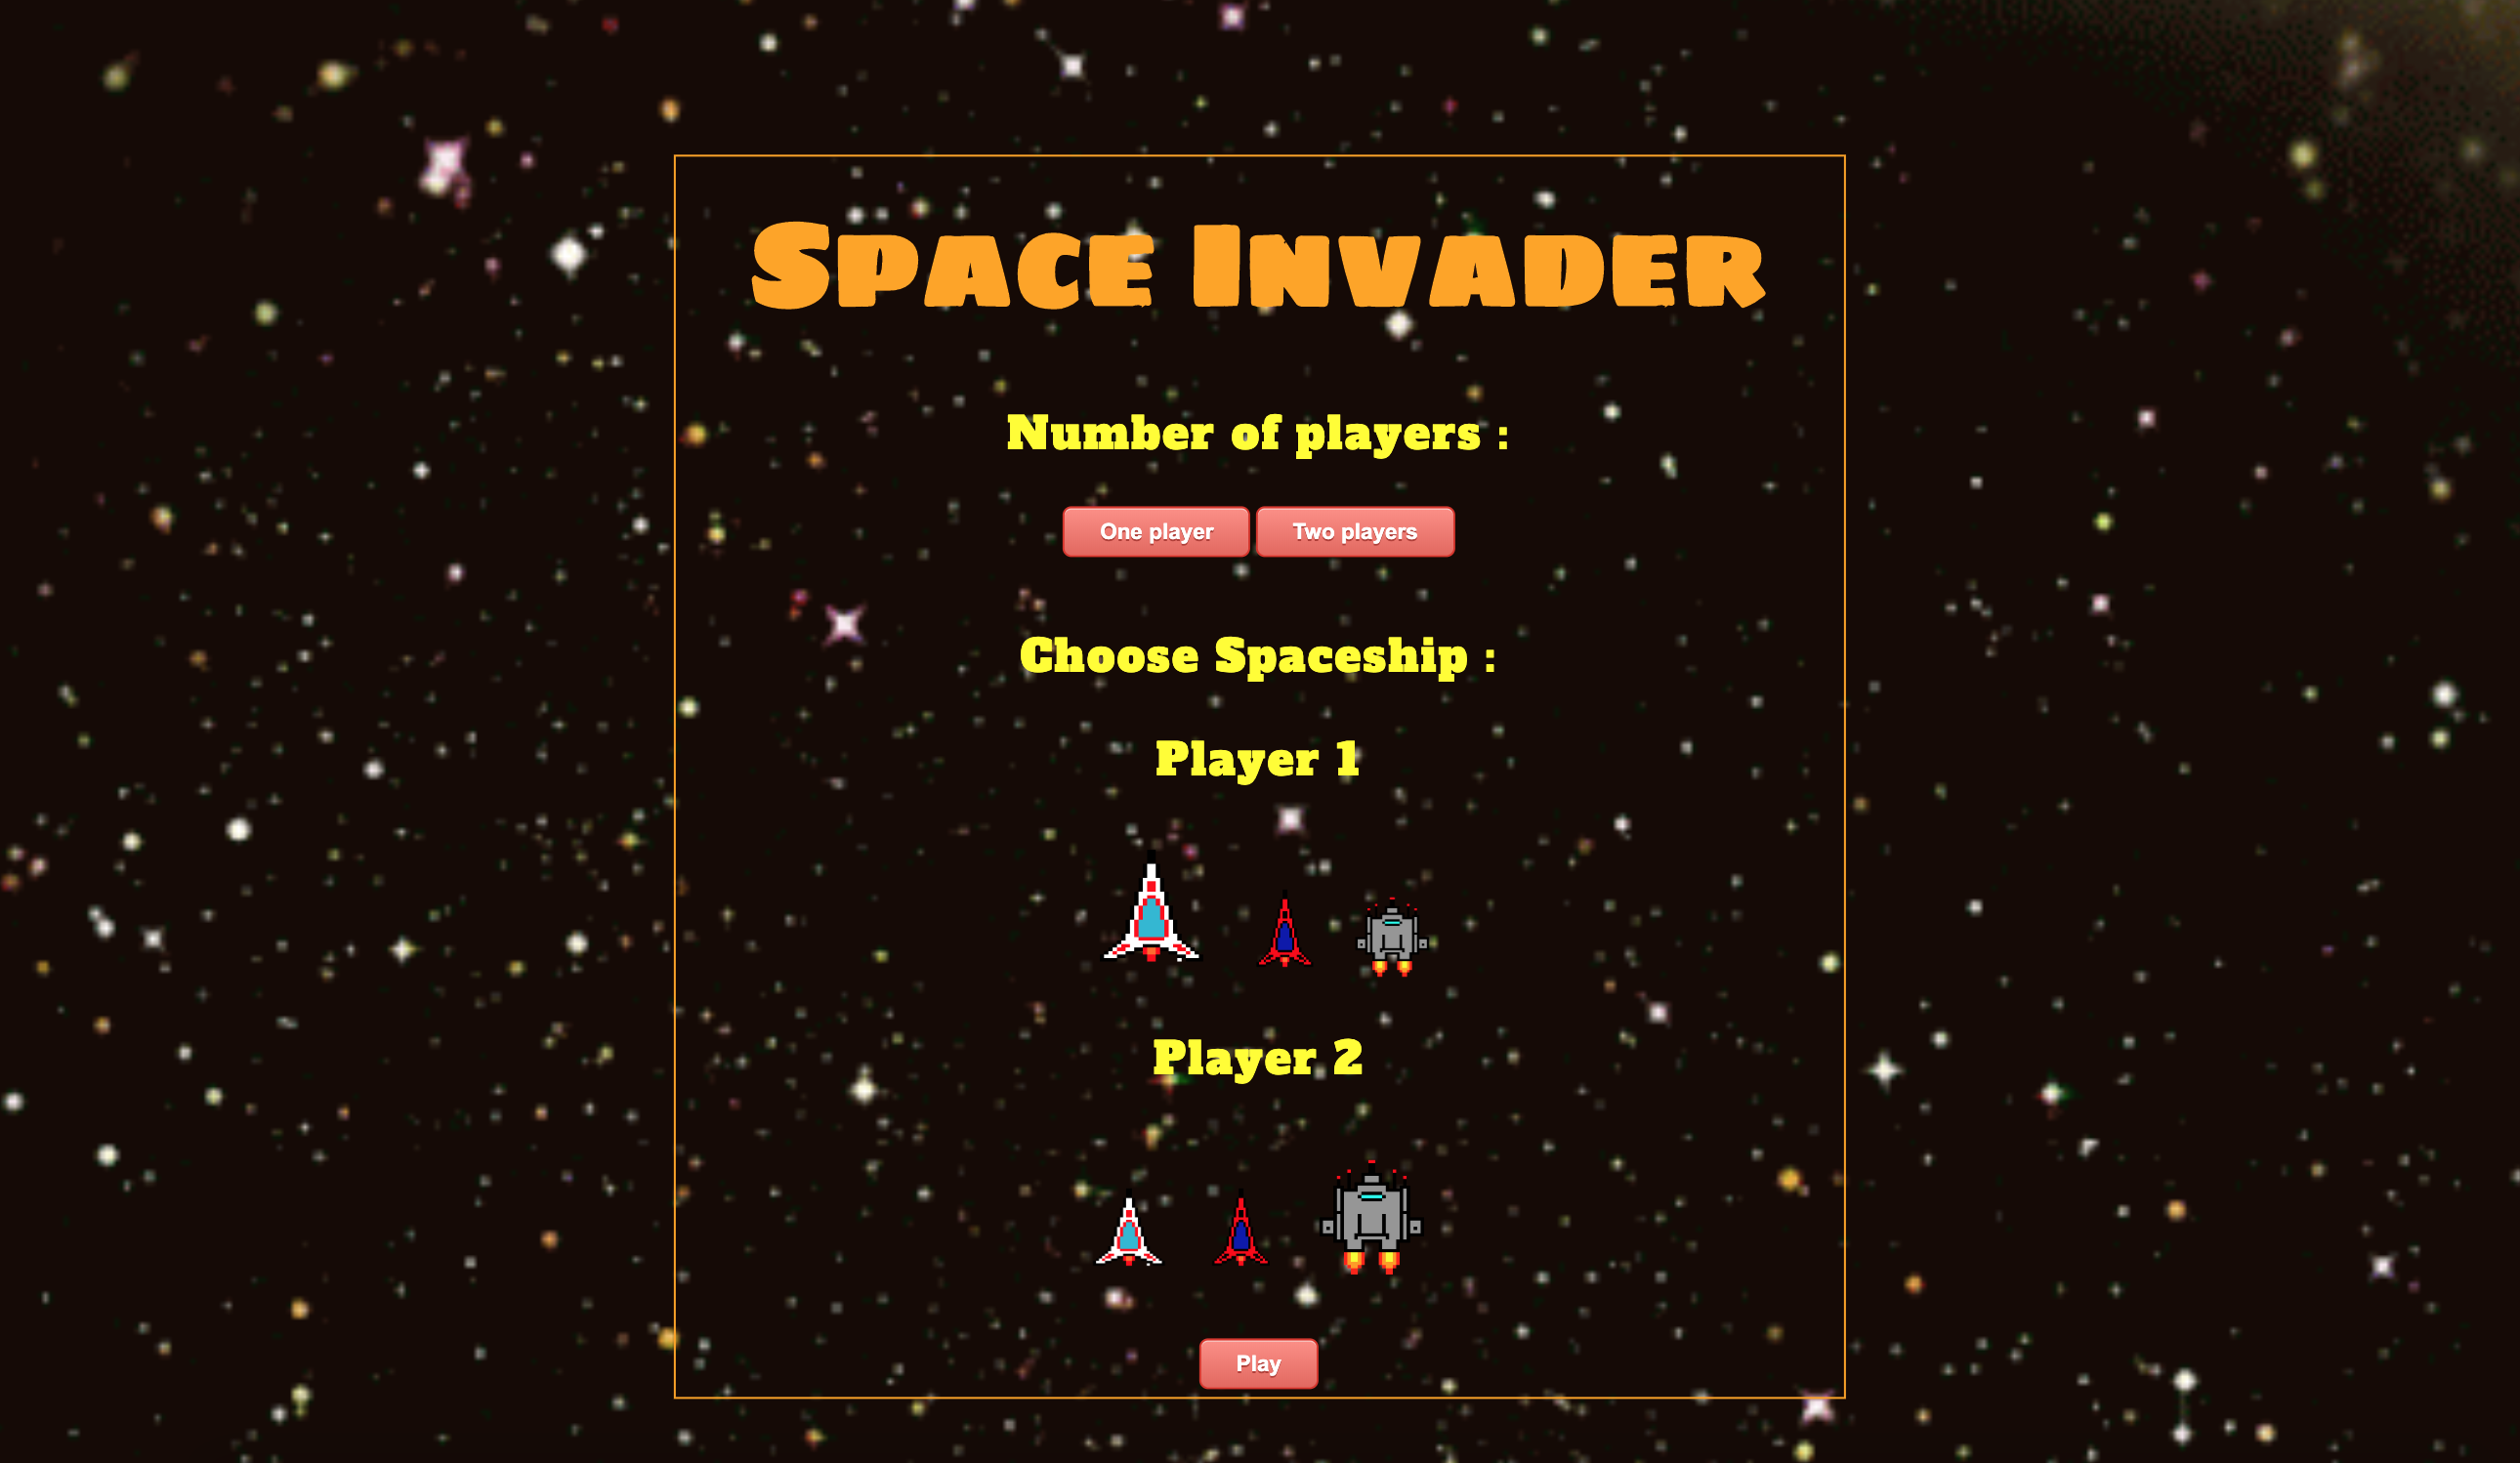 Space Invader
Number of players :
One player Two players
Choose Spaceship :
Player 1
Player 2
Play